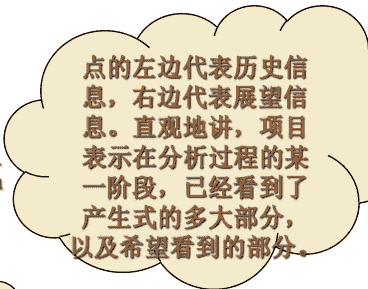 点的左边代表历史信
息，右边代表展望信
息。直观地讲，项目
表示在分析过程的某
一阶段，已经看到了
产生式的多大部分，
以及希望看到的部分。